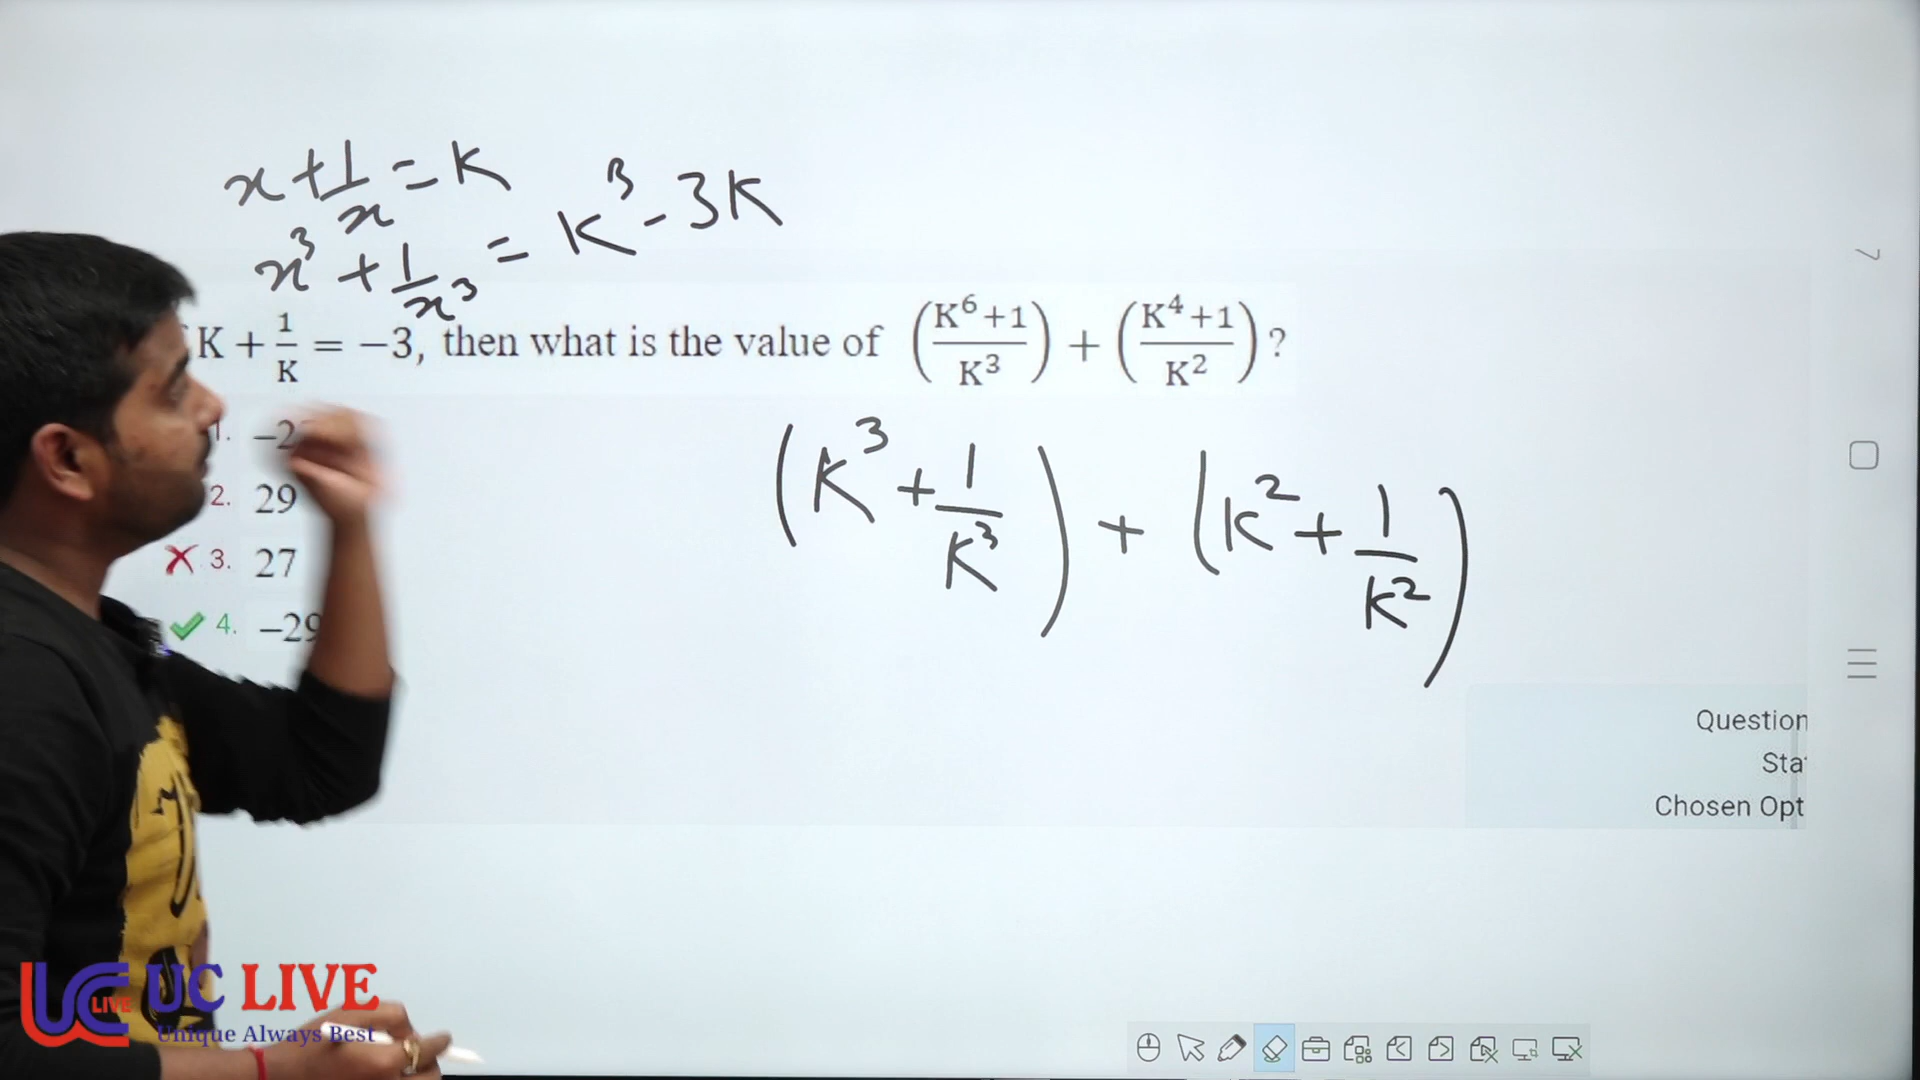 x + 1/x = K
x³ + 1/x³ = K³ - 3K
K + 1/K = −3, then what is the value of (K⁶+1/K³) + (K⁴+1/K²) ?
1. −2
2. 29
3. 27
4. −29
(K³ + 1/K³) + (K² + 1/K²)
Question
Sta
Chosen Opt
UC LIVE
LIVE
Unique Always Best